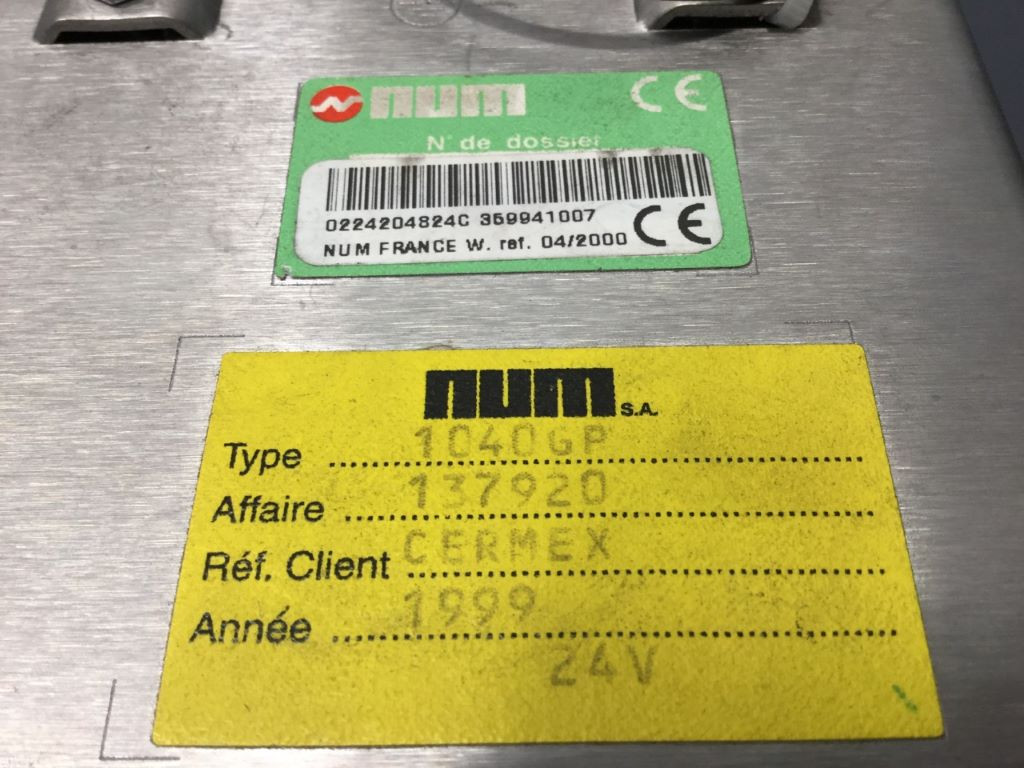 num CE
N° de dossier
0224204824C 359941007
NUM FRANCE W. ref. 04/2000 CE
num S.A.
Type 1040GP
Affaire 137920
Réf. Client CERMEX
Année 1999
24V